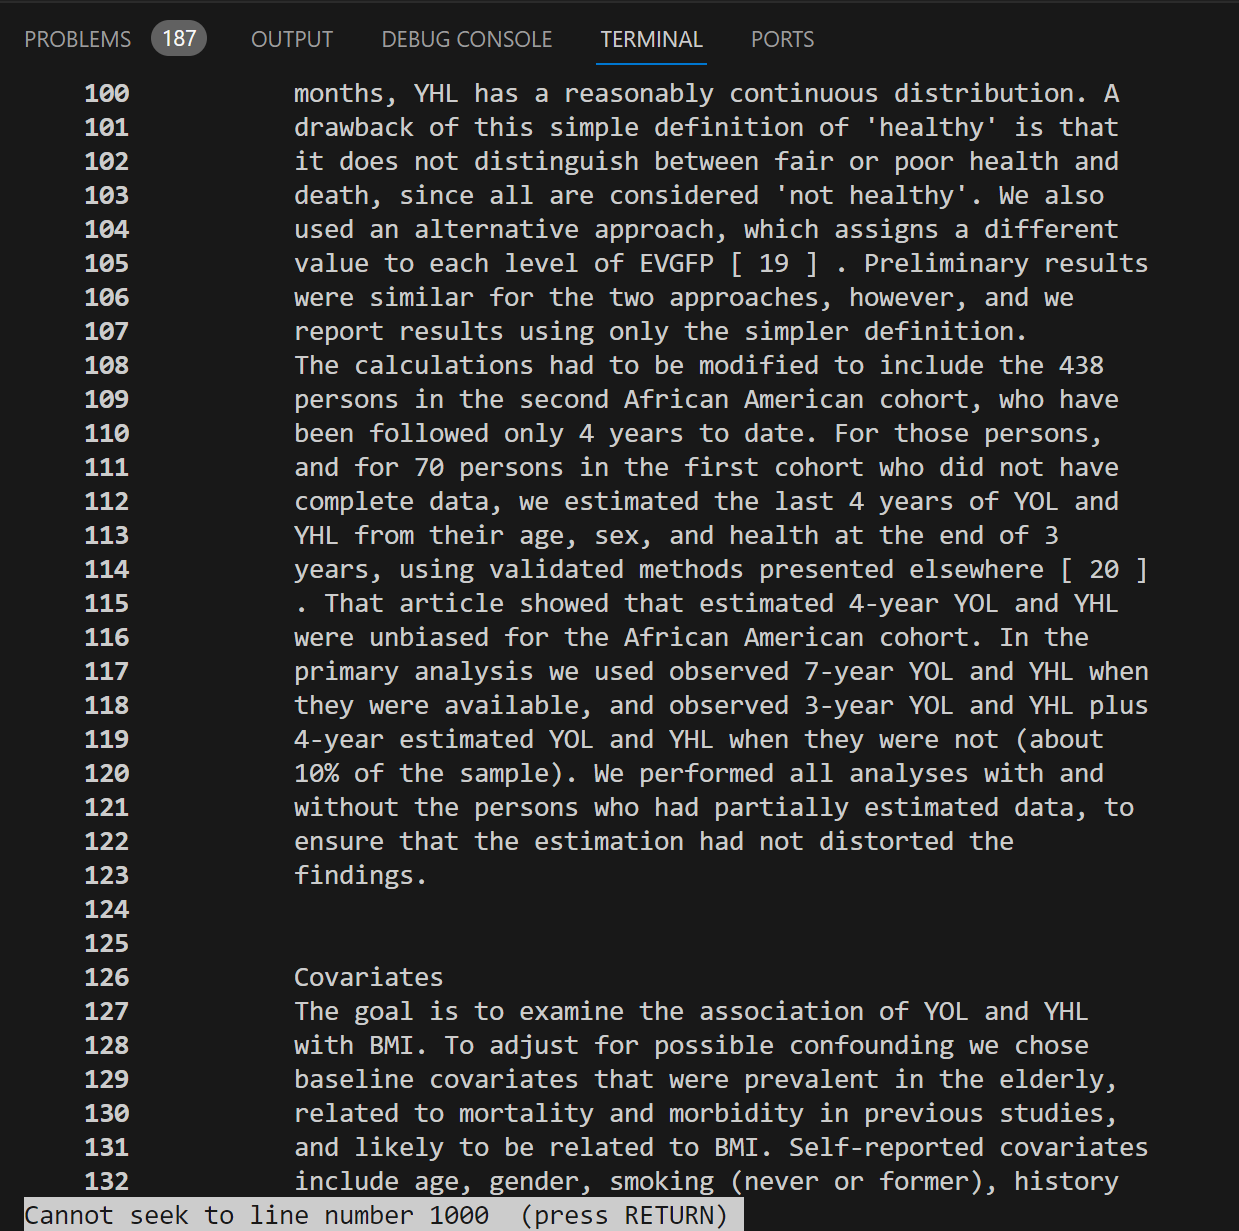 PROBLEMS 187 OUTPUT DEBUG CONSOLE TERMINAL PORTS
100 months, YHL has a reasonably continuous distribution. A
101 drawback of this simple definition of 'healthy' is that
102 it does not distinguish between fair or poor health and
103 death, since all are considered 'not healthy'. We also
104 used an alternative approach, which assigns a different
105 value to each level of EVGFP [ 19 ] . Preliminary results
106 were similar for the two approaches, however, and we
107 report results using only the simpler definition.
108 The calculations had to be modified to include the 438
109 persons in the second African American cohort, who have
110 been followed only 4 years to date. For those persons,
111 and for 70 persons in the first cohort who did not have
112 complete data, we estimated the last 4 years of YOL and
113 YHL from their age, sex, and health at the end of 3
114 years, using validated methods presented elsewhere [ 20 ]
115 . That article showed that estimated 4-year YOL and YHL
116 were unbiased for the African American cohort. In the
117 primary analysis we used observed 7-year YOL and YHL when
118 they were available, and observed 3-year YOL and YHL plus
119 4-year estimated YOL and YHL when they were not (about
120 10% of the sample). We performed all analyses with and
121 without the persons who had partially estimated data, to
122 ensure that the estimation had not distorted the
123 findings.
124
125
126 Covariates
127 The goal is to examine the association of YOL and YHL
128 with BMI. To adjust for possible confounding we chose
129 baseline covariates that were prevalent in the elderly,
130 related to mortality and morbidity in previous studies,
131 and likely to be related to BMI. Self-reported covariates
132 include age, gender, smoking (never or former), history
Cannot seek to line number 1000  (press RETURN)